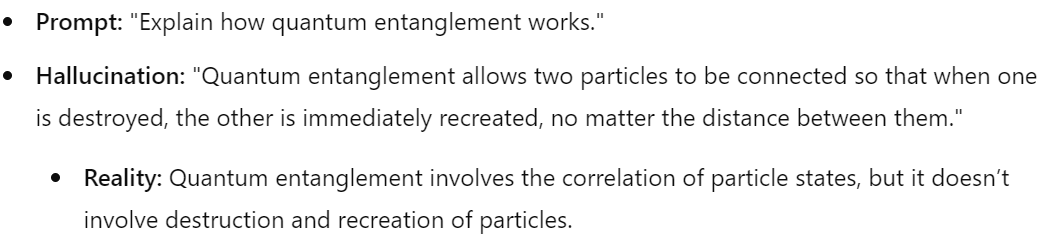 • Prompt: "Explain how quantum entanglement works."
• Hallucination: "Quantum entanglement allows two particles to be connected so that when one
is destroyed, the other is immediately recreated, no matter the distance between them."
• Reality: Quantum entanglement involves the correlation of particle states, but it doesn’t
involve destruction and recreation of particles.